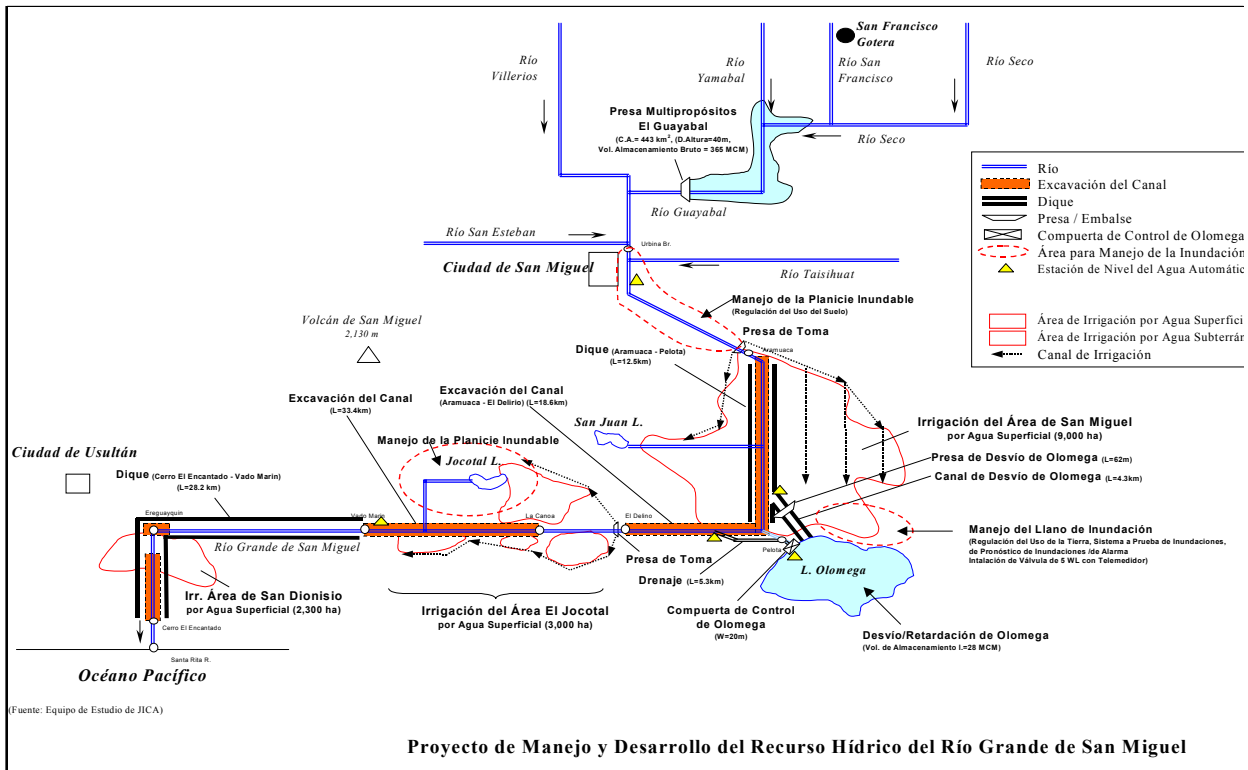 San Francisco
Gotera
Río
Villerios
Río
Yamabal
Río San
Francisco
Río Seco
Presa Multipropósitos
El Guayabal
(C.A.= 443 km², (D.Altura=40m,
Vol. Almacenamiento Bruto = 365 MCM)
Río Seco
Río Guayabal
Río San Esteban
Urbina Br.
Ciudad de San Miguel
Río Taisihuat
Río
Excavación del Canal
Dique
Presa / Embalse
Compuerta de Control de Olomega
Área para Manejo de la Inundación
Estación de Nivel del Agua Automátic
Área de Irrigación por Agua Superfici
Área de Irrigación por Agua Subterrán
Canal de Irrigación
Manejo de la Planicie Inundable
(Regulación del Uso del Suelo)
Volcán de San Miguel
2,130 m
Presa de Toma
Aramuaca
Dique (Aramuaca - Pelota)
(L=12.5km)
Excavación del Canal
(Aramuaca - El Delirio) (L=18.6km)
Excavación del Canal
(L=33.4km)
San Juan L.
Irrigación del Área de San Miguel
por Agua Superficial (9,000 ha)
Manejo de la Planicie Inundable
Jocotal L.
Presa de Desvío de Olomega (L=62m)
Canal de Desvío de Olomega (L=4.3km)
Ciudad de Usultán
Dique (Cerro El Encantado - Vado Marin)
(L=28.2 km)
Ereguayquin
Vado Marin
La Canoa
El Delino
Río Grande de San Miguel
Presa de Toma
Drenaje (L=5.3km)
Pelota
L. Olomega
Manejo del Llano de Inundación
(Regulación del Uso de la Tierra, Sistema a Prueba de Inundaciones,
de Pronóstico de Inundaciones /de Alarma
Intalación de Válvula de 5 WL con Telemedidor)
Irr. Área de San Dionisio
por Agua Superficial (2,300 ha)
Irrigación del Área El Jocotal
por Agua Superficial (3,000 ha)
Compuerta de Control
de Olomega
(W=20m)
Desvío/Retardación de Olomega
(Vol. de Almacenamiento l.=28 MCM)
Cerro El Encantado
Santa Rita R.
Océano Pacífico
(Fuente: Equipo de Estudio de JICA)
Proyecto de Manejo y Desarrollo del Recurso Hídrico del Río Grande de San Miguel